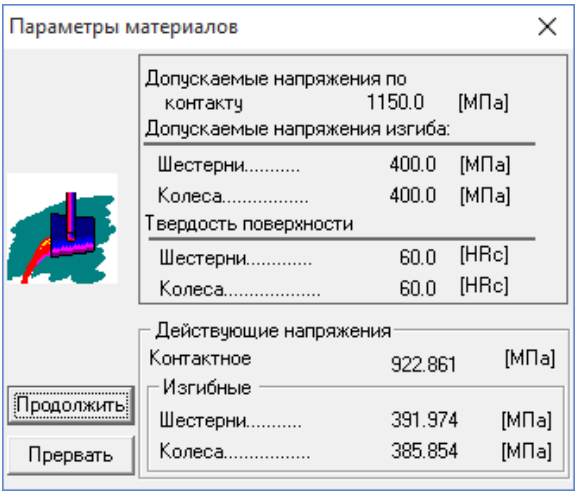 Параметры материалов
Допускаемые напряжения по
контакту 1150.0 [МПа]
Допускаемые напряжения изгиба:
Шестерни........... 400.0 [МПа]
Колеса................. 400.0 [МПа]
Твердость поверхности
Шестерни............. 60.0 [HRc]
Колеса................... 60.0 [HRc]
Действующие напряжения
Контактное 922.861 [МПа]
Изгибные
Шестерни........... 391.974 [МПа]
Колеса................. 385.854 [МПа]
Продолжить
Прервать